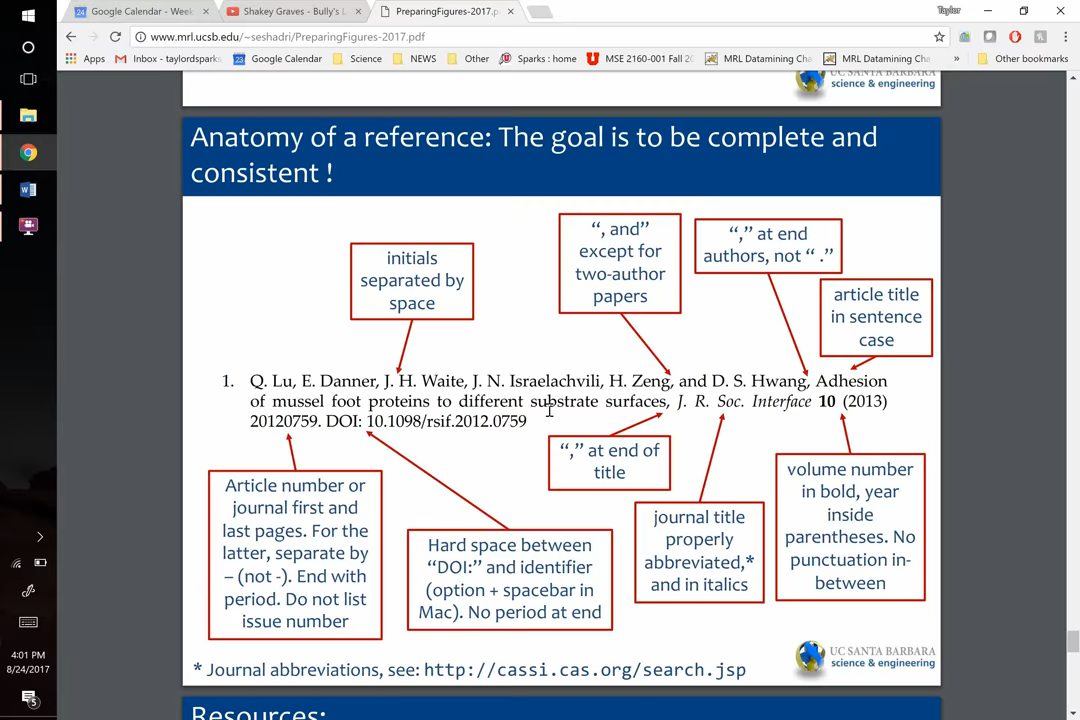 Google Calendar - Week
Shakey Graves - Bully's L
PreparingFigures-2017.p
Taylor
www.mrl.ucsb.edu/~seshadri/PreparingFigures-2017.pdf
Apps
Inbox - taylordsparks
Google Calendar
Science
NEWS
Other
Sparks : home
MSE 2160-001 Fall 20
MRL Datamining Cha
MRL Datamining Cha
»
Other bookmarks
UC SANTA BARBARA
science & engineering
Anatomy of a reference: The goal is to be complete and
consistent !
initials
separated by
space
“, and”
except for
two-author
papers
“,” at end
authors, not “ .”
article title
in sentence
case
1. Q. Lu, E. Danner, J. H. Waite, J. N. Israelachvili, H. Zeng, and D. S. Hwang, Adhesion
of mussel foot proteins to different substrate surfaces, J. R. Soc. Interface 10 (2013)
20120759. DOI: 10.1098/rsif.2012.0759
“,” at end of
title
Article number or
journal first and
last pages. For the
latter, separate by
– (not -). End with
period. Do not list
issue number
Hard space between
“DOI:” and identifier
(option + spacebar in
Mac). No period at end
journal title
properly
abbreviated,*
and in italics
volume number
in bold, year
inside
parentheses. No
punctuation in-
between
* Journal abbreviations, see: http://cassi.cas.org/search.jsp
UC SANTA BARBARA
science & engineering
Resources:
4:01 PM
8/24/2017
5